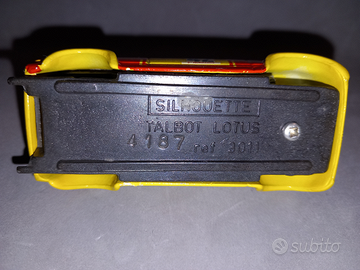 SILHOUETTE
TALBOT LOTUS
4187 ref 3011
subito